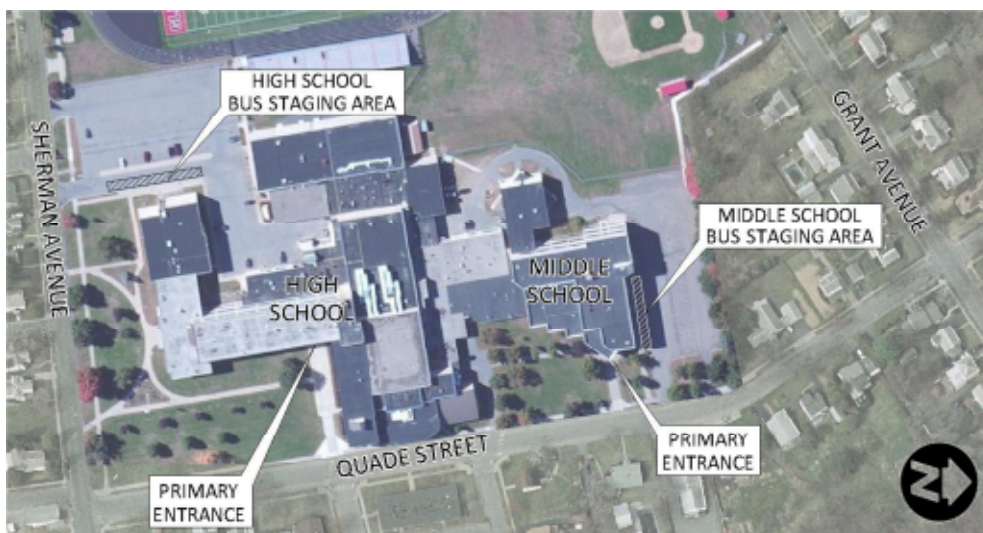 HIGH SCHOOL
BUS STAGING AREA
SHERMAN AVENUE
GRANT AVENUE
MIDDLE SCHOOL
BUS STAGING AREA
HIGH
SCHOOL
MIDDLE
SCHOOL
QUADE STREET
PRIMARY
ENTRANCE
PRIMARY
ENTRANCE
N